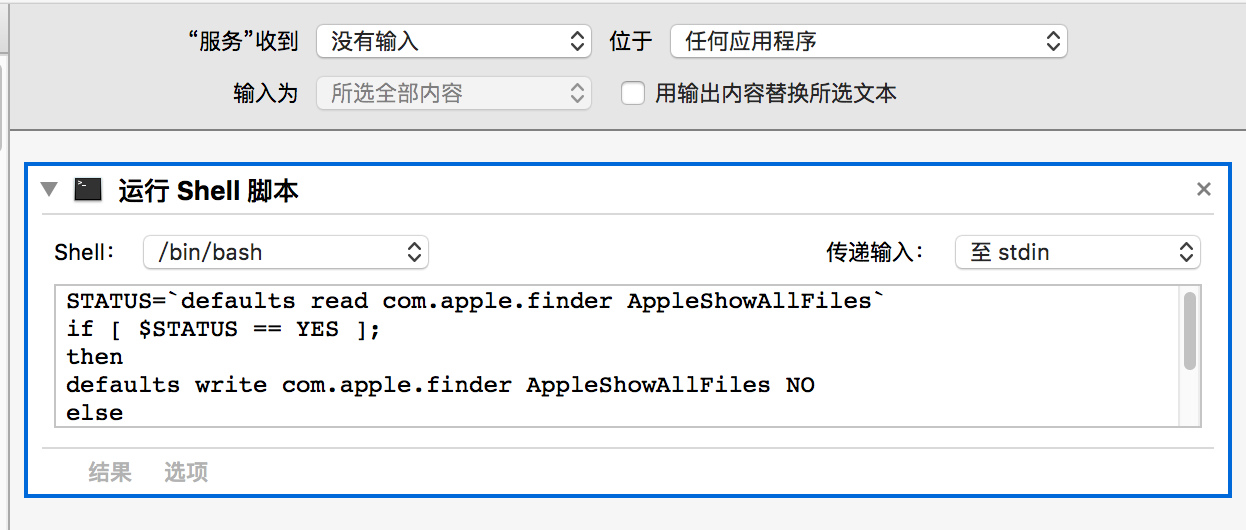 “服务”收到 没有输入 位于 任何应用程序
输入为 所选全部内容 用输出内容替换所选文本
运行 Shell 脚本
Shell： /bin/bash 传递输入： 至 stdin
STATUS=`defaults read com.apple.finder AppleShowAllFiles`
if [ $STATUS == YES ];
then
defaults write com.apple.finder AppleShowAllFiles NO
else
结果 选项